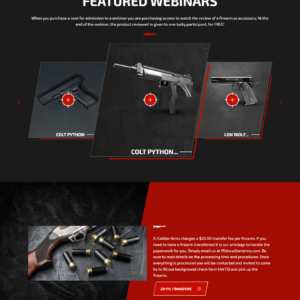 FEATURED WEBINARS
When you purchase a seat for admission to a webinar you are purchasing access to watch the review of a firearm or accessory. At the
end of the webinar, the product reviewed is given to one lucky participant, for FREE!
COLT PYTHON
COLT PYTHON...
LEN WOLF...
X-Caliber Arms charges a $20.00 transfer fee per firearm. If you
need to have a firearm transferred it is our privilege to handle the
paperwork for you. Simply email us at
Be
sure to read details on the processing time and procedures. Once
everything is processed you will be contacted and invited to come
by to fill out background check form (4473) and pick up the
firearm.
TRANSFERS